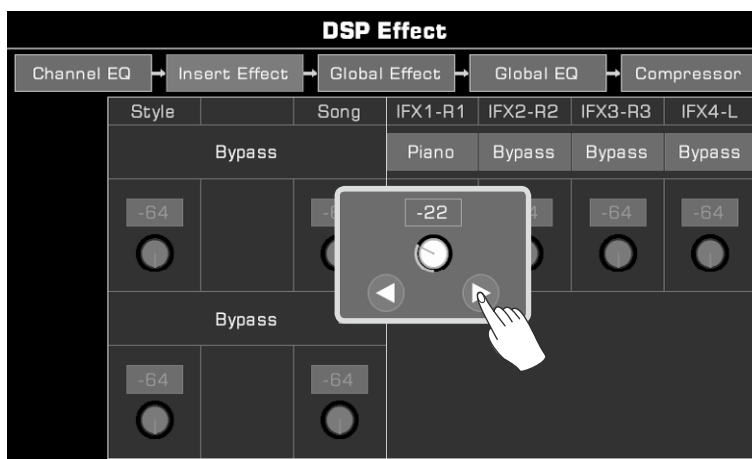 DSP Effect
Channel EQ Insert Effect Global Effect Global EQ Compressor
Style Song IFX1-R1 IFX2-R2 IFX3-R3 IFX4-L
Bypass Piano Bypass Bypass Bypass
-64 -22 -64 -64
Bypass
-64 -64